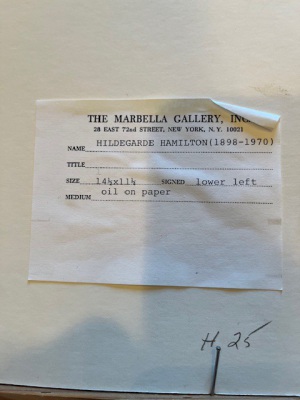 THE MARBELLA GALLERY, INC.
28 EAST 72nd STREET, NEW YORK, N. Y. 10021
NAME HILDEGARDE HAMILTON(1898-1970)
TITLE
SIZE 14½x11½ SIGNED lower left
MEDIUM oil on paper
H. 25